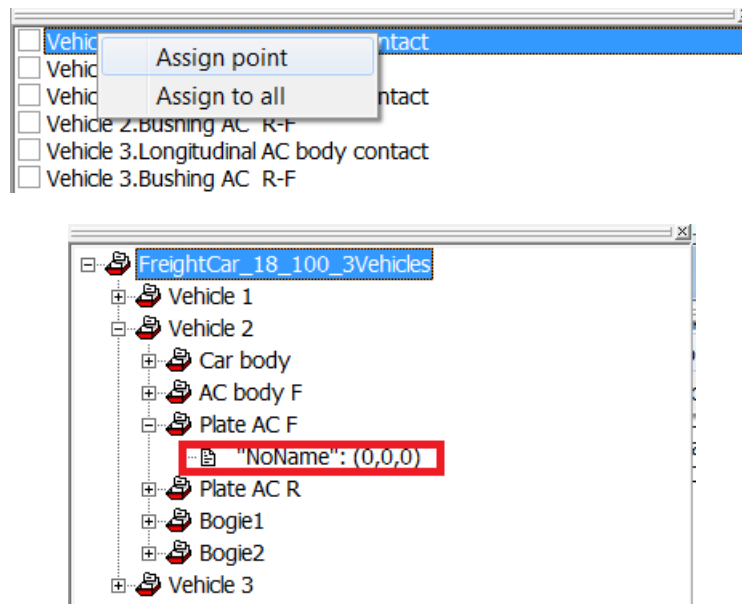 Vehic ntact
Assign point
Vehic
Vehic ntact
Assign to all
Vehicle 2.Bushing AC R-F
Vehicle 3.Longitudinal AC body contact
Vehicle 3.Bushing AC R-F
FreightCar_18_100_3Vehicles
Vehicle 1
Vehicle 2
Car body
AC body F
Plate AC F
"NoName": (0,0,0)
Plate AC R
Bogie1
Bogie2
Vehicle 3